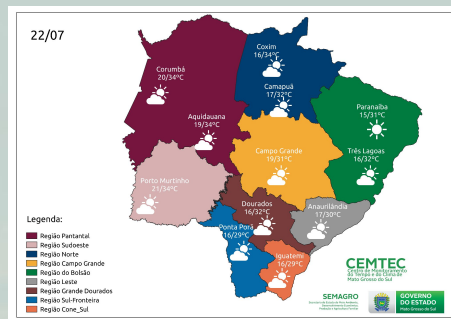 22/07
Coxim
16/34°C
Corumbá
20/34°C
Camapuã
17/32°C
Paranaíba
15/31°C
Aquidauana
19/34°C
Campo Grande
19/31°C
Três Lagoas
16/32°C
Porto Murtinho
21/34°C
Dourados
16/32°C
Anaurilândia
17/30°C
Ponta Porã
16/29°C
Iguatemi
16/29°C
Legenda:
Região Pantantal
Região Sudoeste
Região Norte
Região Campo Grande
Região do Bolsão
Região Leste
Região Grande Dourados
Região Sul-Fronteira
Região Cone_Sul
CEMTEC
Centro de Monitoramento
do Tempo e do Clima de
Mato Grosso do Sul
SEMAGRO
GOVERNO
DO ESTADO
Mato Grosso do Sul